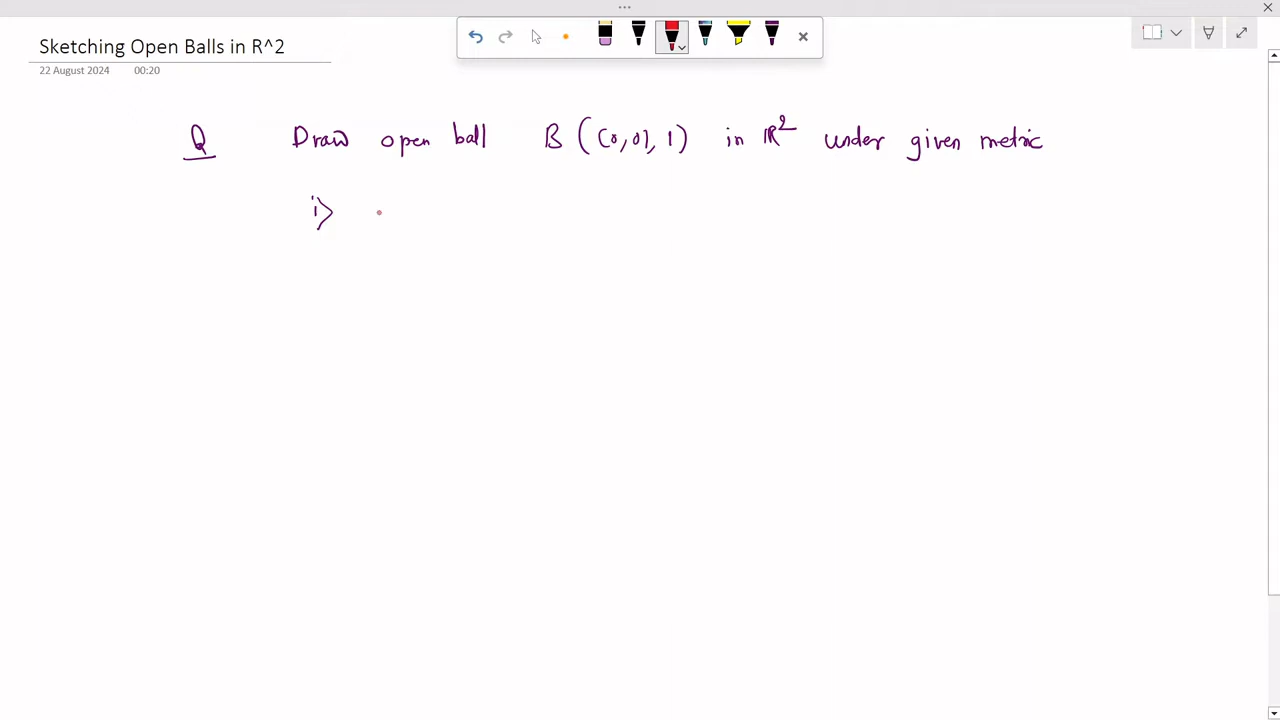 Sketching Open Balls in R^2
22 August 2024 00:20
Q Draw open ball B ((0,0), 1) in ℝ² under given metric
i>